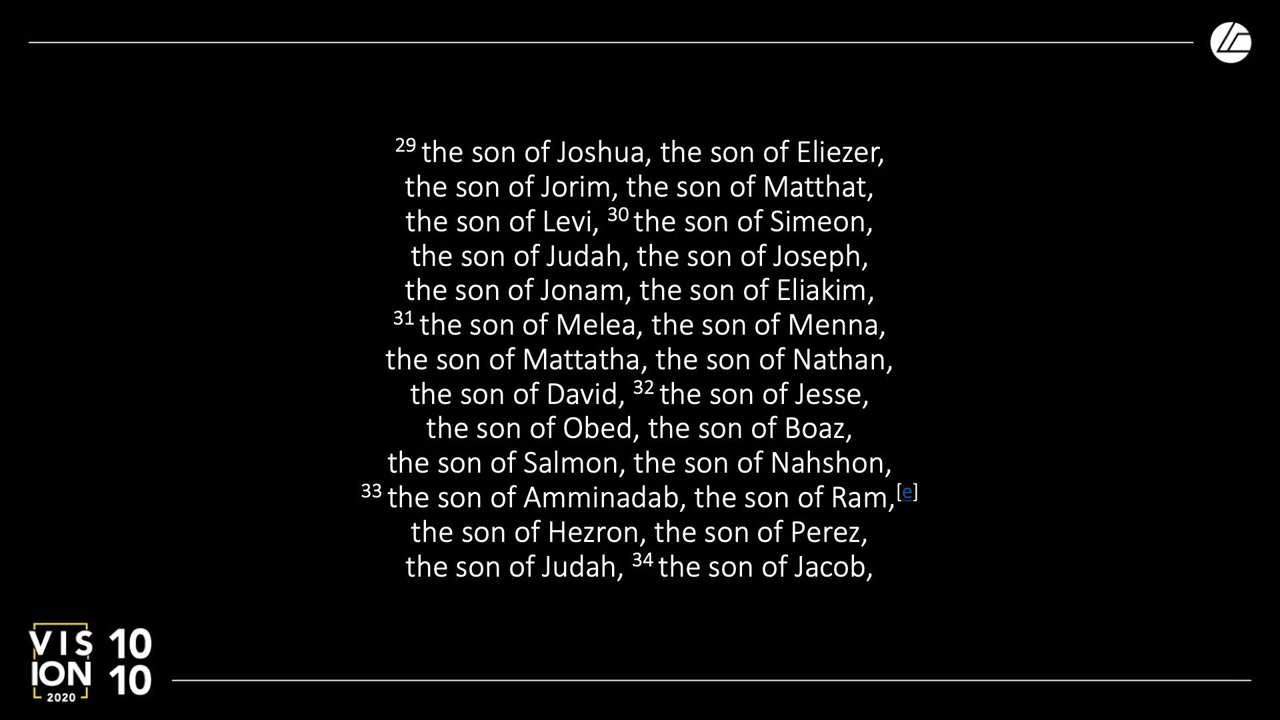 29 the son of Joshua, the son of Eliezer,
the son of Jorim, the son of Matthat,
the son of Levi, 30 the son of Simeon,
the son of Judah, the son of Joseph,
the son of Jonam, the son of Eliakim,
31 the son of Melea, the son of Menna,
the son of Mattatha, the son of Nathan,
the son of David, 32 the son of Jesse,
the son of Obed, the son of Boaz,
the son of Salmon, the son of Nahshon,
33 the son of Amminadab, the son of Ram,[e]
the son of Hezron, the son of Perez,
the son of Judah, 34 the son of Jacob,
VIS
ION
2020
10
10